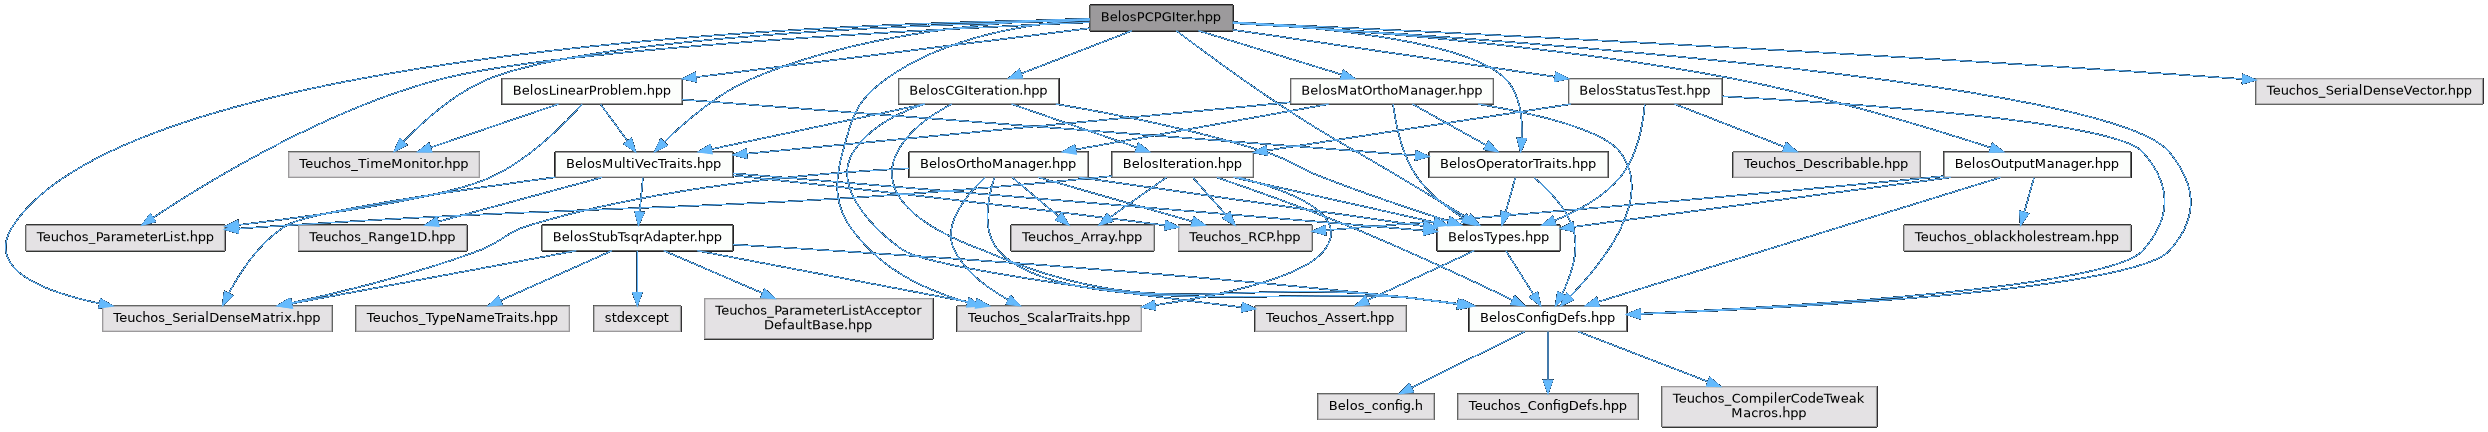 BelosPCPGIter.hpp
BelosLinearProblem.hpp
BelosCGIteration.hpp
BelosMatOrthoManager.hpp
BelosStatusTest.hpp
Teuchos_SerialDenseVector.hpp
Teuchos_TimeMonitor.hpp
BelosMultiVecTraits.hpp
BelosOrthoManager.hpp
BelosIteration.hpp
BelosOperatorTraits.hpp
Teuchos_Describable.hpp
BelosOutputManager.hpp
Teuchos_ParameterList.hpp
Teuchos_Range1D.hpp
BelosStubTsqrAdapter.hpp
Teuchos_Array.hpp
Teuchos_RCP.hpp
BelosTypes.hpp
Teuchos_oblackholestream.hpp
Teuchos_SerialDenseMatrix.hpp
Teuchos_TypeNameTraits.hpp
stdexcept
Teuchos_ParameterListAcceptor
DefaultBase.hpp
Teuchos_ScalarTraits.hpp
Teuchos_Assert.hpp
BelosConfigDefs.hpp
Belos_config.h
Teuchos_ConfigDefs.hpp
Teuchos_CompilerCodeTweak
Macros.hpp